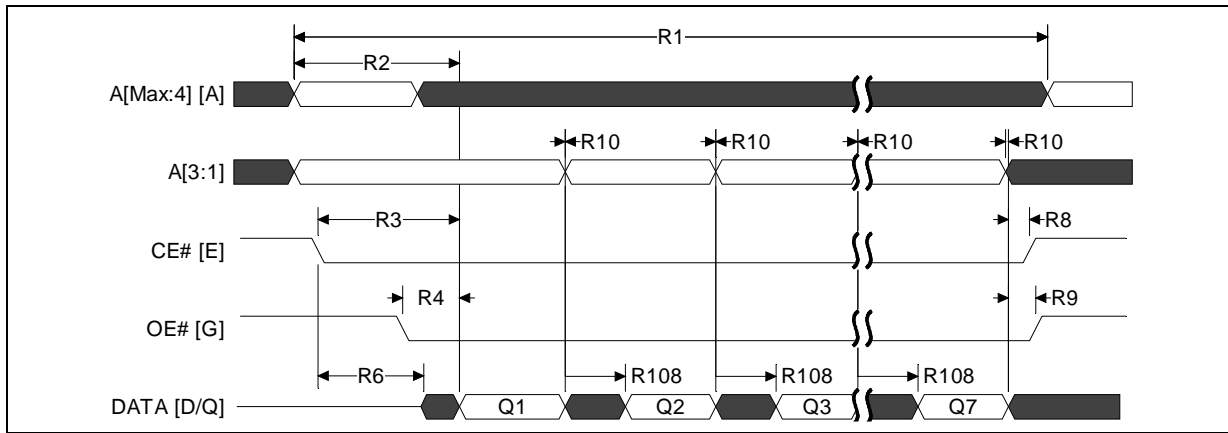 R1
R2
A[Max:4] [A]
R10 R10 R10 R10
A[3:1]
R3 R8
CE# [E]
R4 R9
OE# [G]
R6 R108 R108 R108
DATA [D/Q] Q1 Q2 Q3 Q7